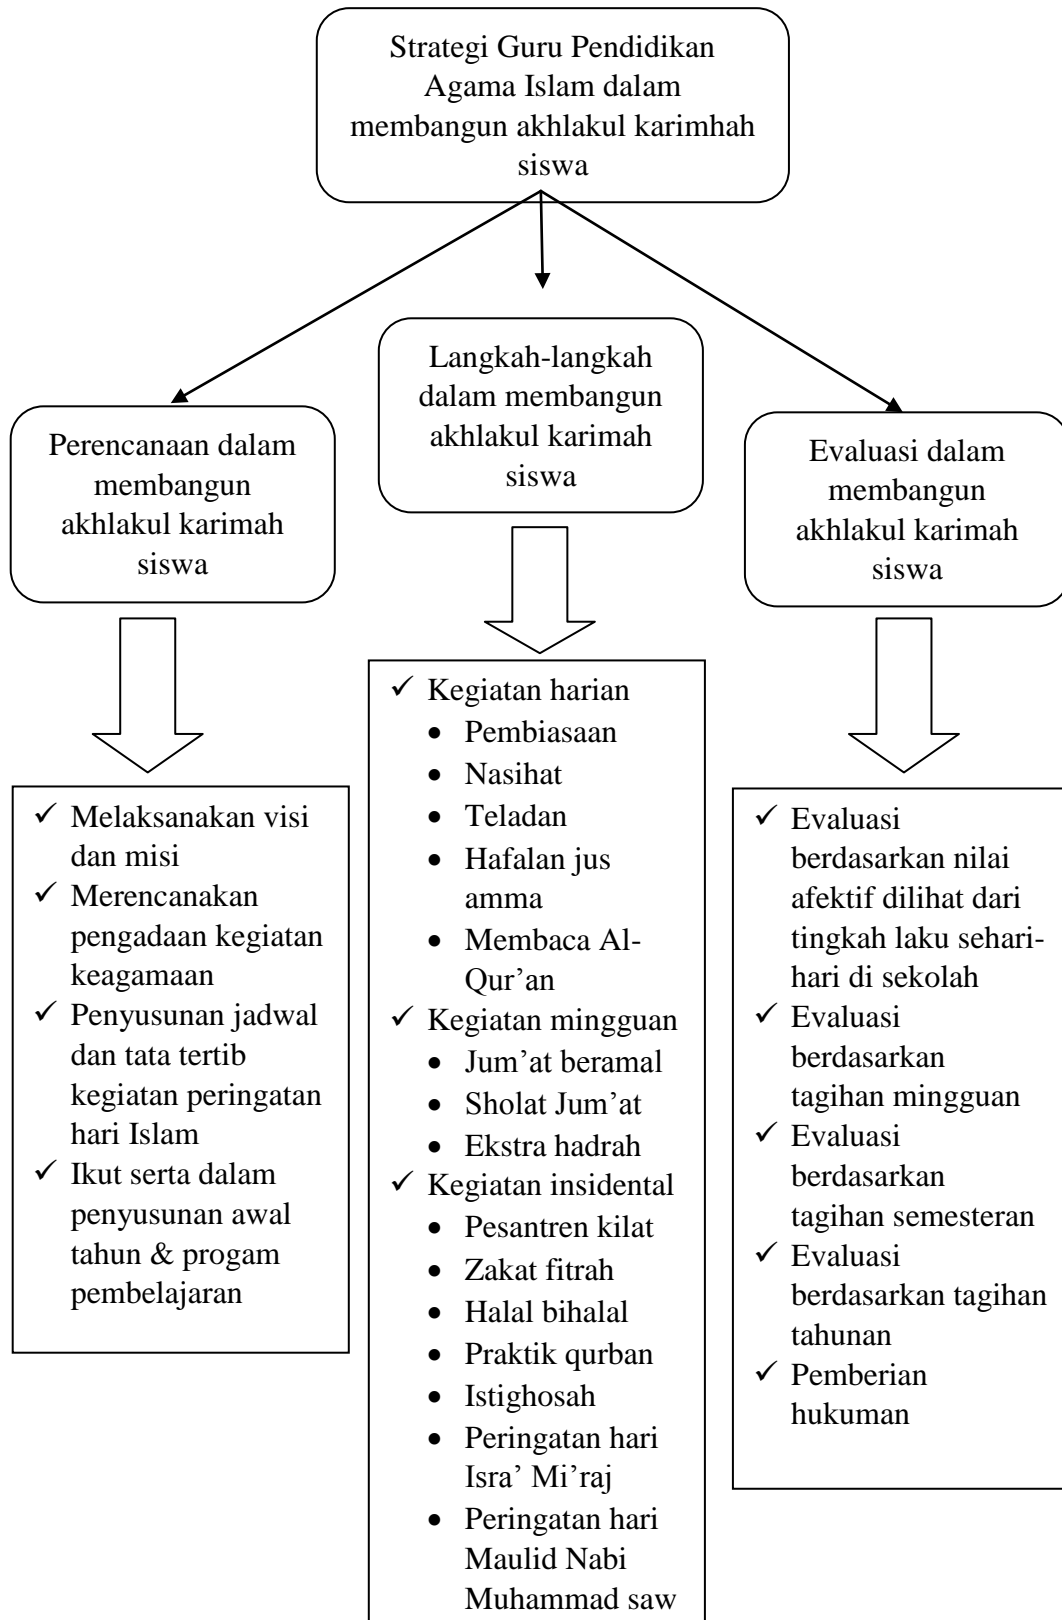 Strategi Guru Pendidikan
Agama Islam dalam
membangun akhlakul karimhah
siswa
Perencanaan dalam
membangun
akhlakul karimah
siswa
Langkah-langkah
dalam membangun
akhlakul karimah
siswa
Evaluasi dalam
membangun
akhlakul karimah
siswa
✓ Melaksanakan visi
dan misi
✓ Merencanakan
pengadaan kegiatan
keagamaan
✓ Penyusunan jadwal
dan tata tertib
kegiatan peringatan
hari Islam
✓ Ikut serta dalam
penyusunan awal
tahun & progam
pembelajaran
✓ Kegiatan harian
• Pembiasaan
• Nasihat
• Teladan
• Hafalan jus
amma
• Membaca Al-
Qur’an
✓ Kegiatan mingguan
• Jum’at beramal
• Sholat Jum’at
• Ekstra hadrah
✓ Kegiatan insidental
• Pesantren kilat
• Zakat fitrah
• Halal bihalal
• Praktik qurban
• Istighosah
• Peringatan hari
Isra’ Mi’raj
• Peringatan hari
Maulid Nabi
Muhammad saw
✓ Evaluasi
berdasarkan nilai
afektif dilihat dari
tingkah laku sehari-
hari di sekolah
✓ Evaluasi
berdasarkan
tagihan mingguan
✓ Evaluasi
berdasarkan
tagihan semesteran
✓ Evaluasi
berdasarkan tagihan
tahunan
✓ Pemberian
hukuman